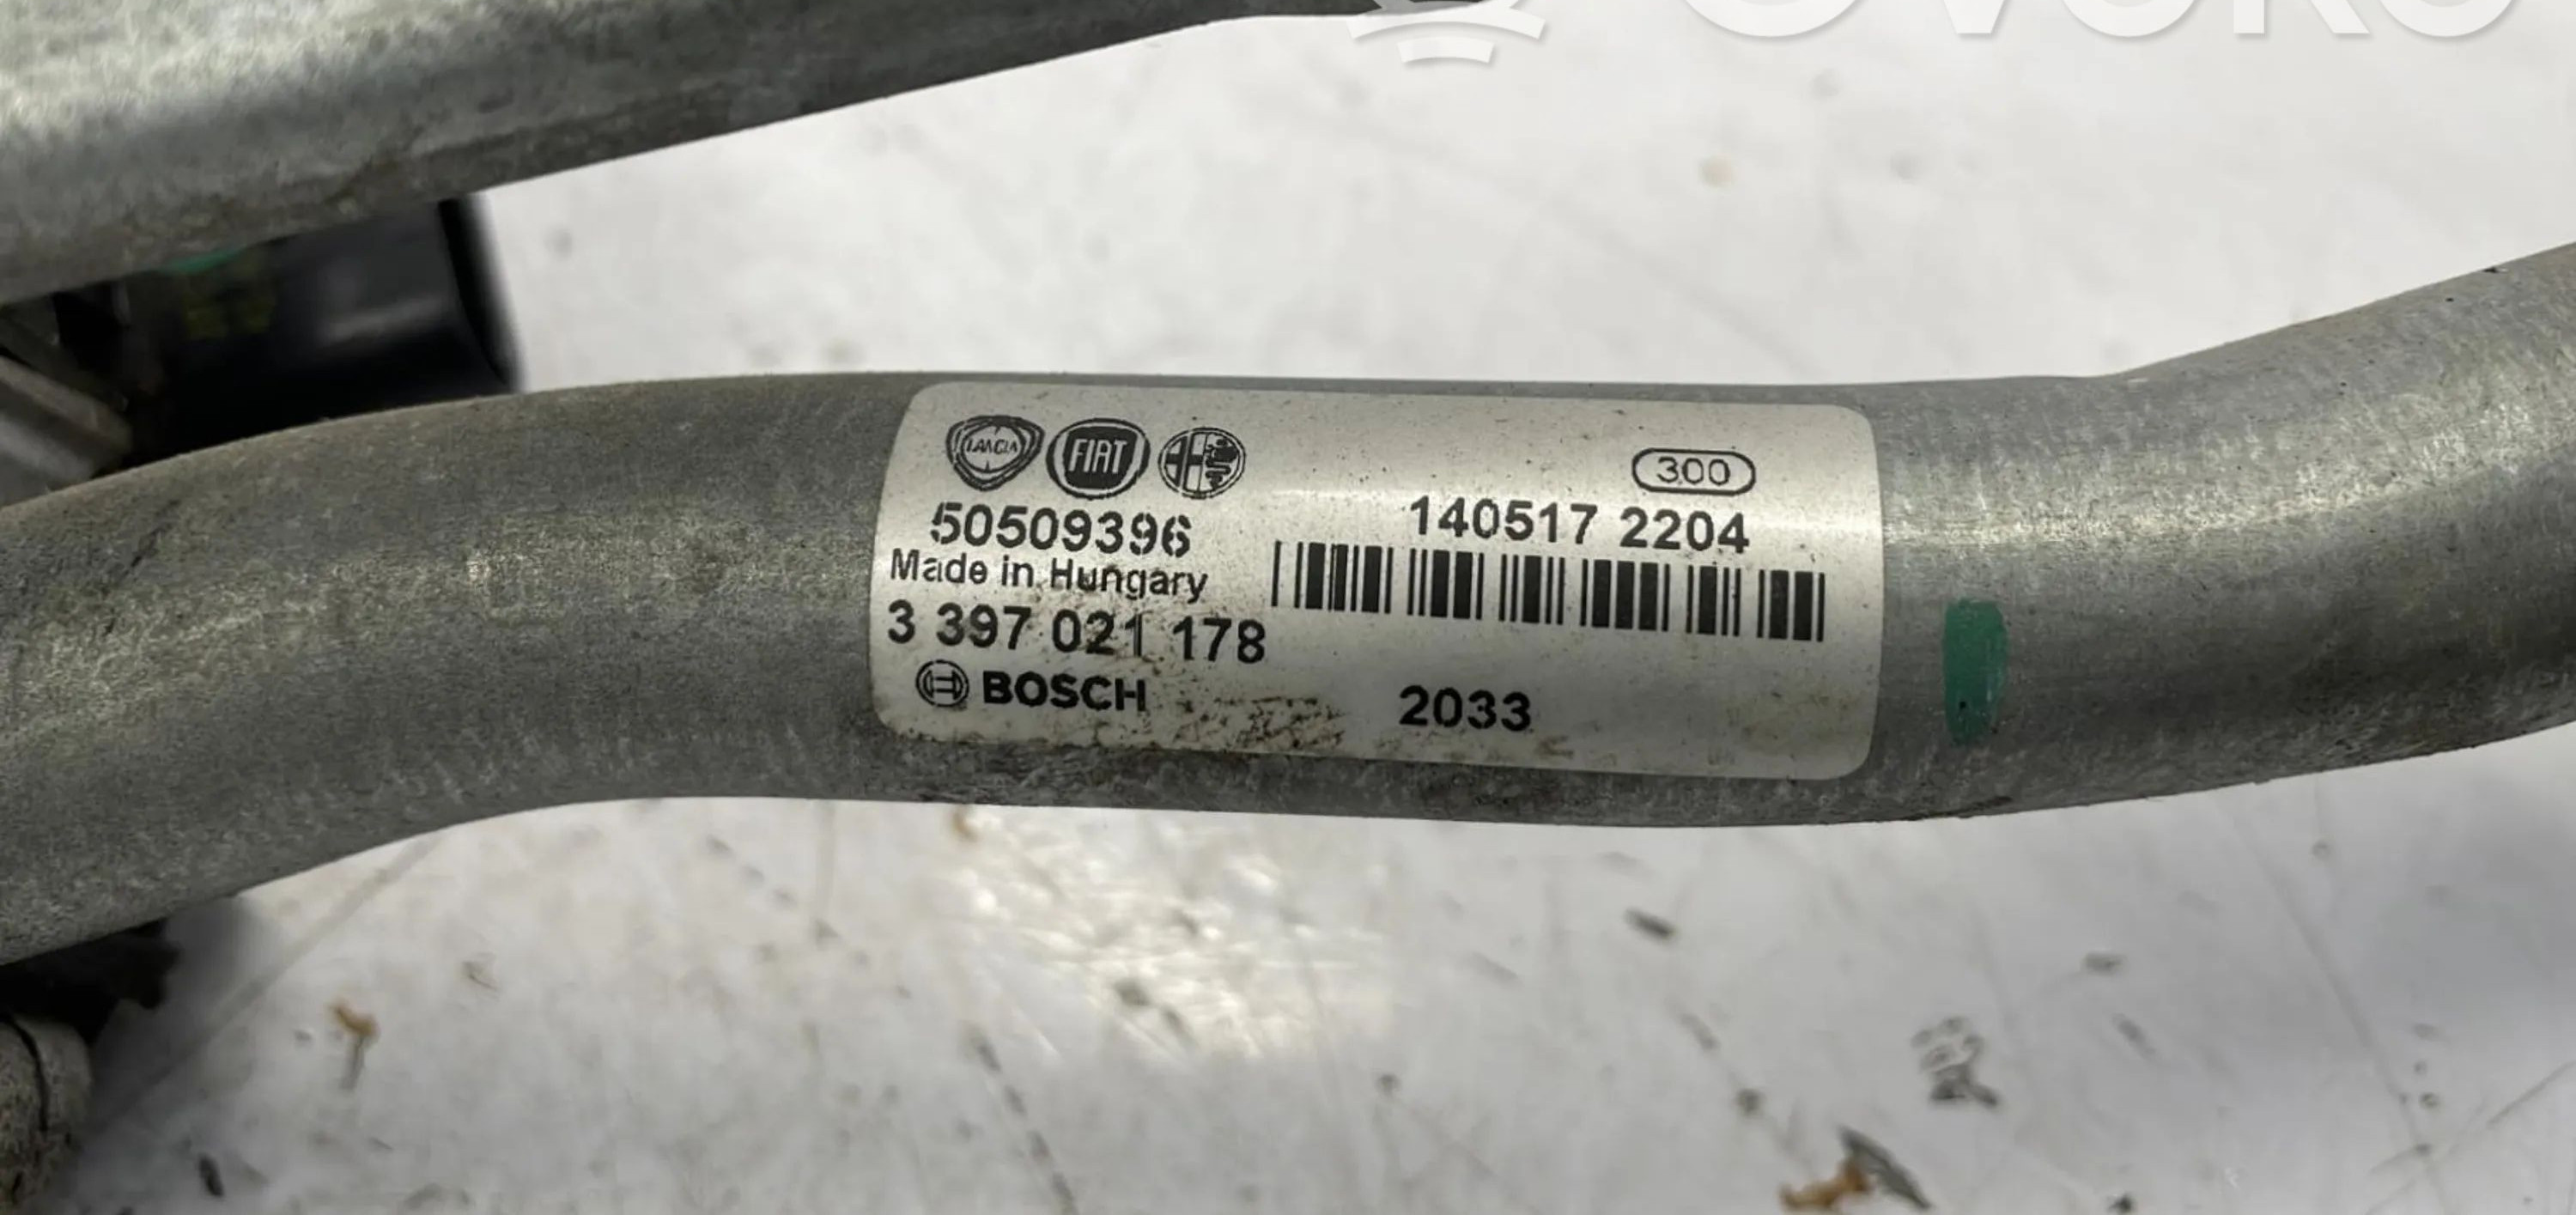 LANCIA FIAT
50509396
Made in Hungary
3 397 021 178
BOSCH
300
140517 2204
2033